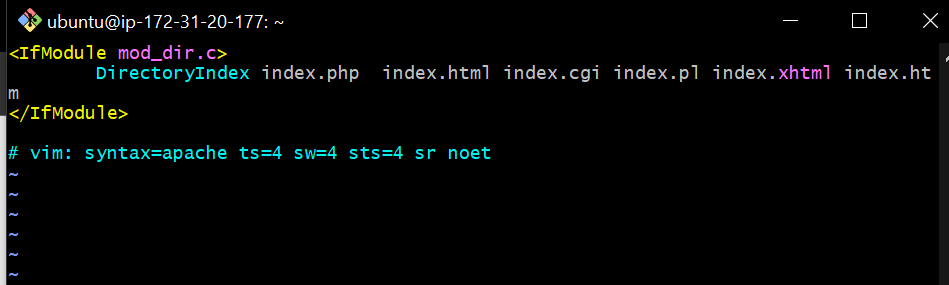 ubuntu@ip-172-31-20-177: ~
<IfModule mod_dir.c>
        DirectoryIndex index.php  index.html index.cgi index.pl index.xhtml index.ht
m
</IfModule>

# vim: syntax=apache ts=4 sw=4 sts=4 sr noet
~
~
~
~
~
~